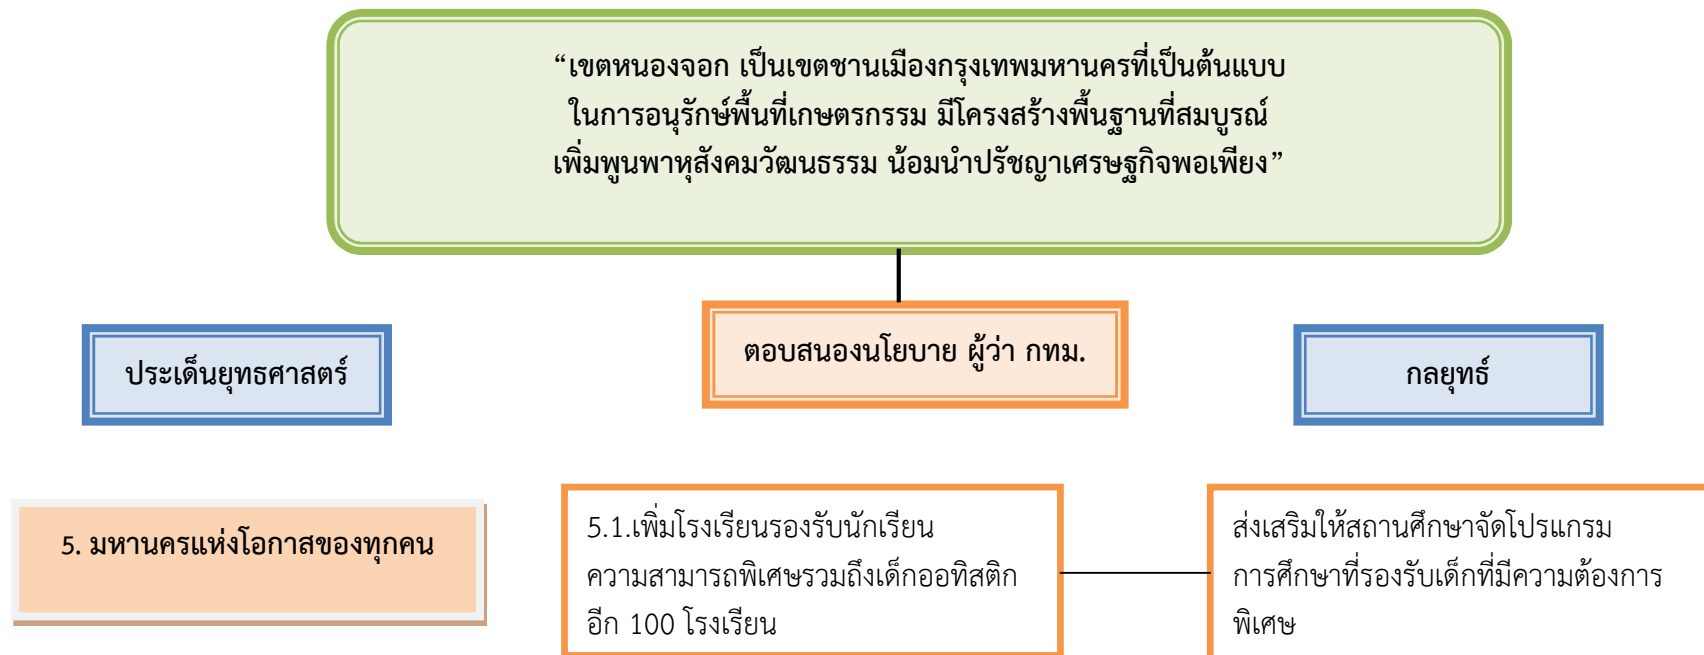 “เขตหนองจอก เป็นเขตชานเมืองกรุงเทพมหานครที่เป็นต้นแบบ
ในการอนุรักษ์พื้นที่เกษตรกรรม มีโครงสร้างพื้นฐานที่สมบูรณ์
เพิ่มพูนพาหุสังคมวัฒนธรรม น้อมนำปรัชญาเศรษฐกิจพอเพียง”
ประเด็นยุทธศาสตร์
ตอบสนองนโยบาย ผู้ว่า กทม.
กลยุทธ์
5. มหานครแห่งโอกาสของทุกคน
5.1.เพิ่มโรงเรียนรองรับนักเรียน
ความสามารถพิเศษรวมถึงเด็กออทิสติก
อีก 100 โรงเรียน
ส่งเสริมให้สถานศึกษาจัดโปรแกรม
การศึกษาที่รองรับเด็กที่มีความต้องการ
พิเศษ